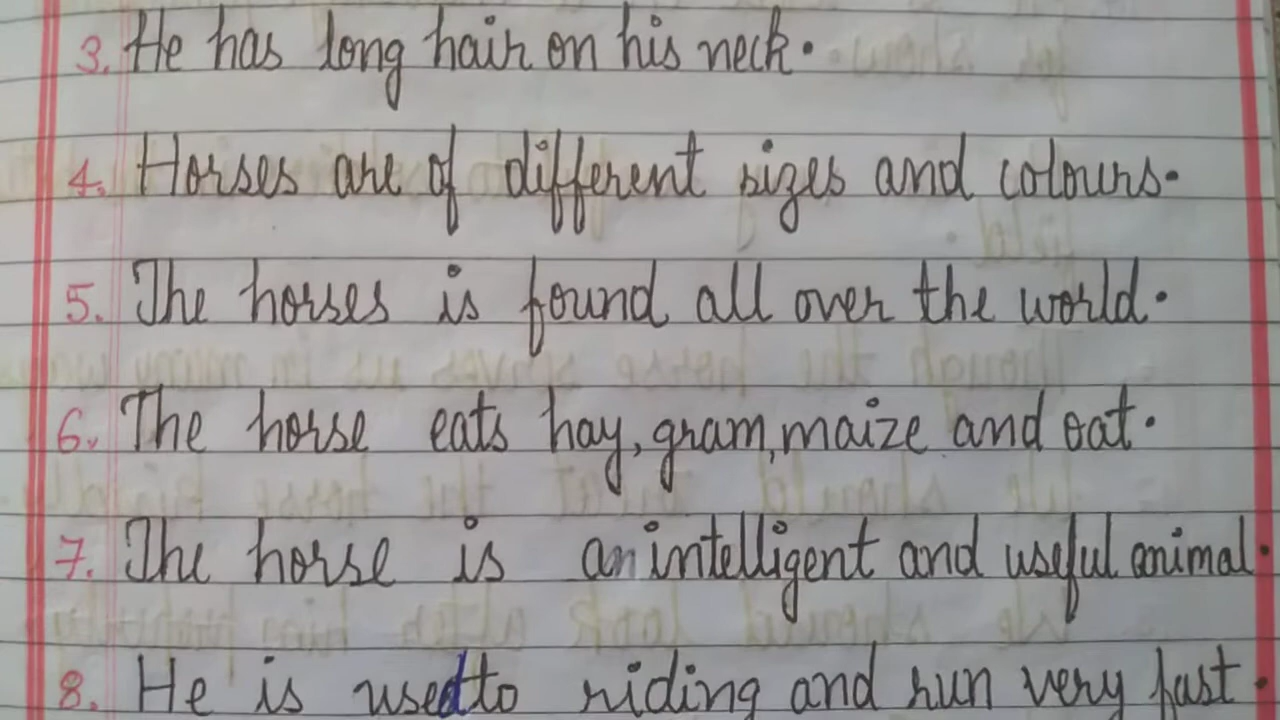 3. He has long hair on his neck.
4. Horses are of different sizes and colours.
5. The horses is found all over the world.
6. The horse eats hay, gram, maize and oat.
7. The horse is an intelligent and useful animal.
8. He is used to riding and run very fast.